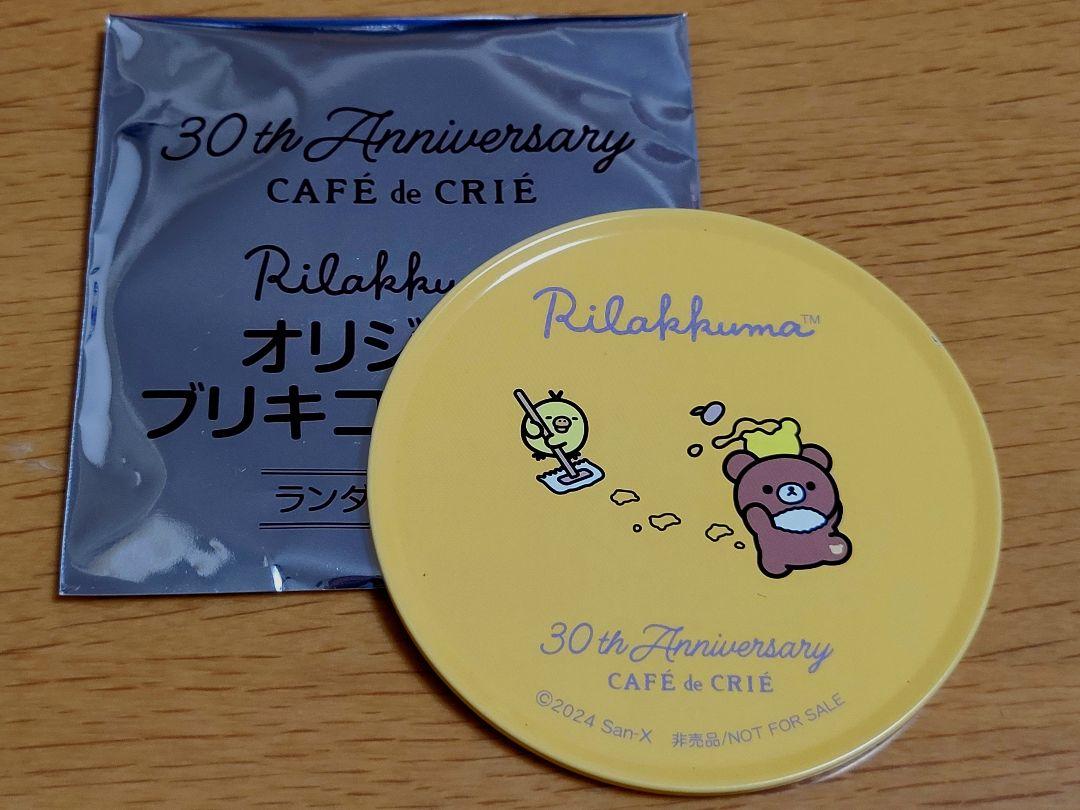 30th Anniversary
CAFÉ de CRIÉ
Rilakku
オリジ
ブリキコ
ランダ
Rilakkuma™
30th Anniversary
CAFÉ de CRIÉ
©2024 San-X 非売品/NOT FOR SALE